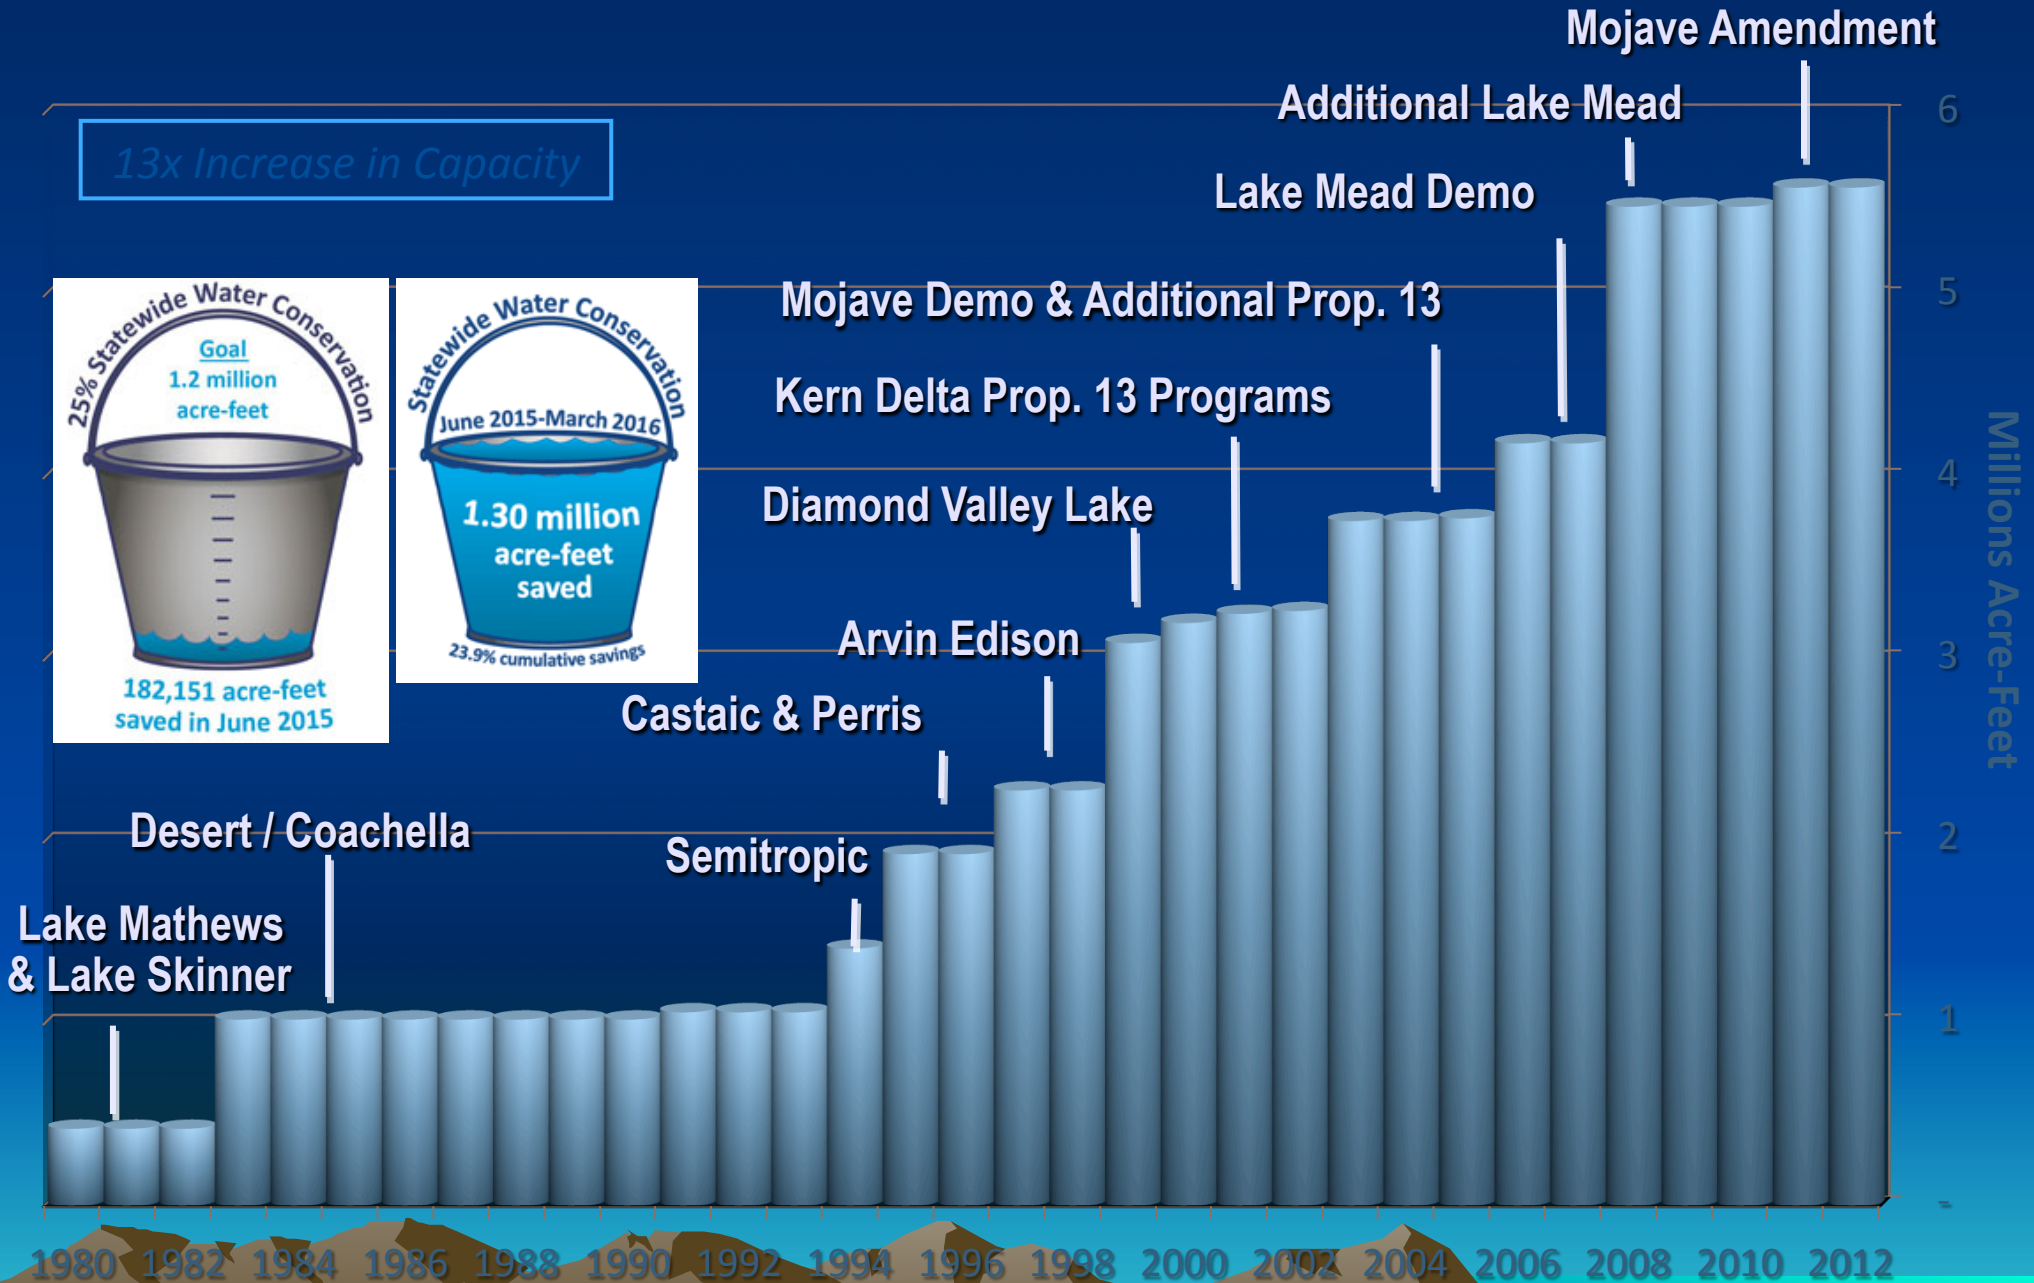 Mojave Amendment
Additional Lake Mead
13x Increase in Capacity
Lake Mead Demo
Mojave Demo & Additional Prop. 13
Kern Delta Prop. 13 Programs
Diamond Valley Lake
Arvin Edison
Castaic & Perris
Semitropic
Desert / Coachella
Lake Mathews
& Lake Skinner
25% Statewide Water Conservation
Goal
1.2 million
acre-feet
182,151 acre-feet
saved in June 2015
Statewide Water Conservation
June 2015-March 2016
1.30 million
acre-feet
saved
23.9% cumulative savings
6
5
4
3
2
1
-
Millions Acre-Feet
1980 1982 1984 1986 1988 1990 1992 1994 1996 1998 2000 2002 2004 2006 2008 2010 2012